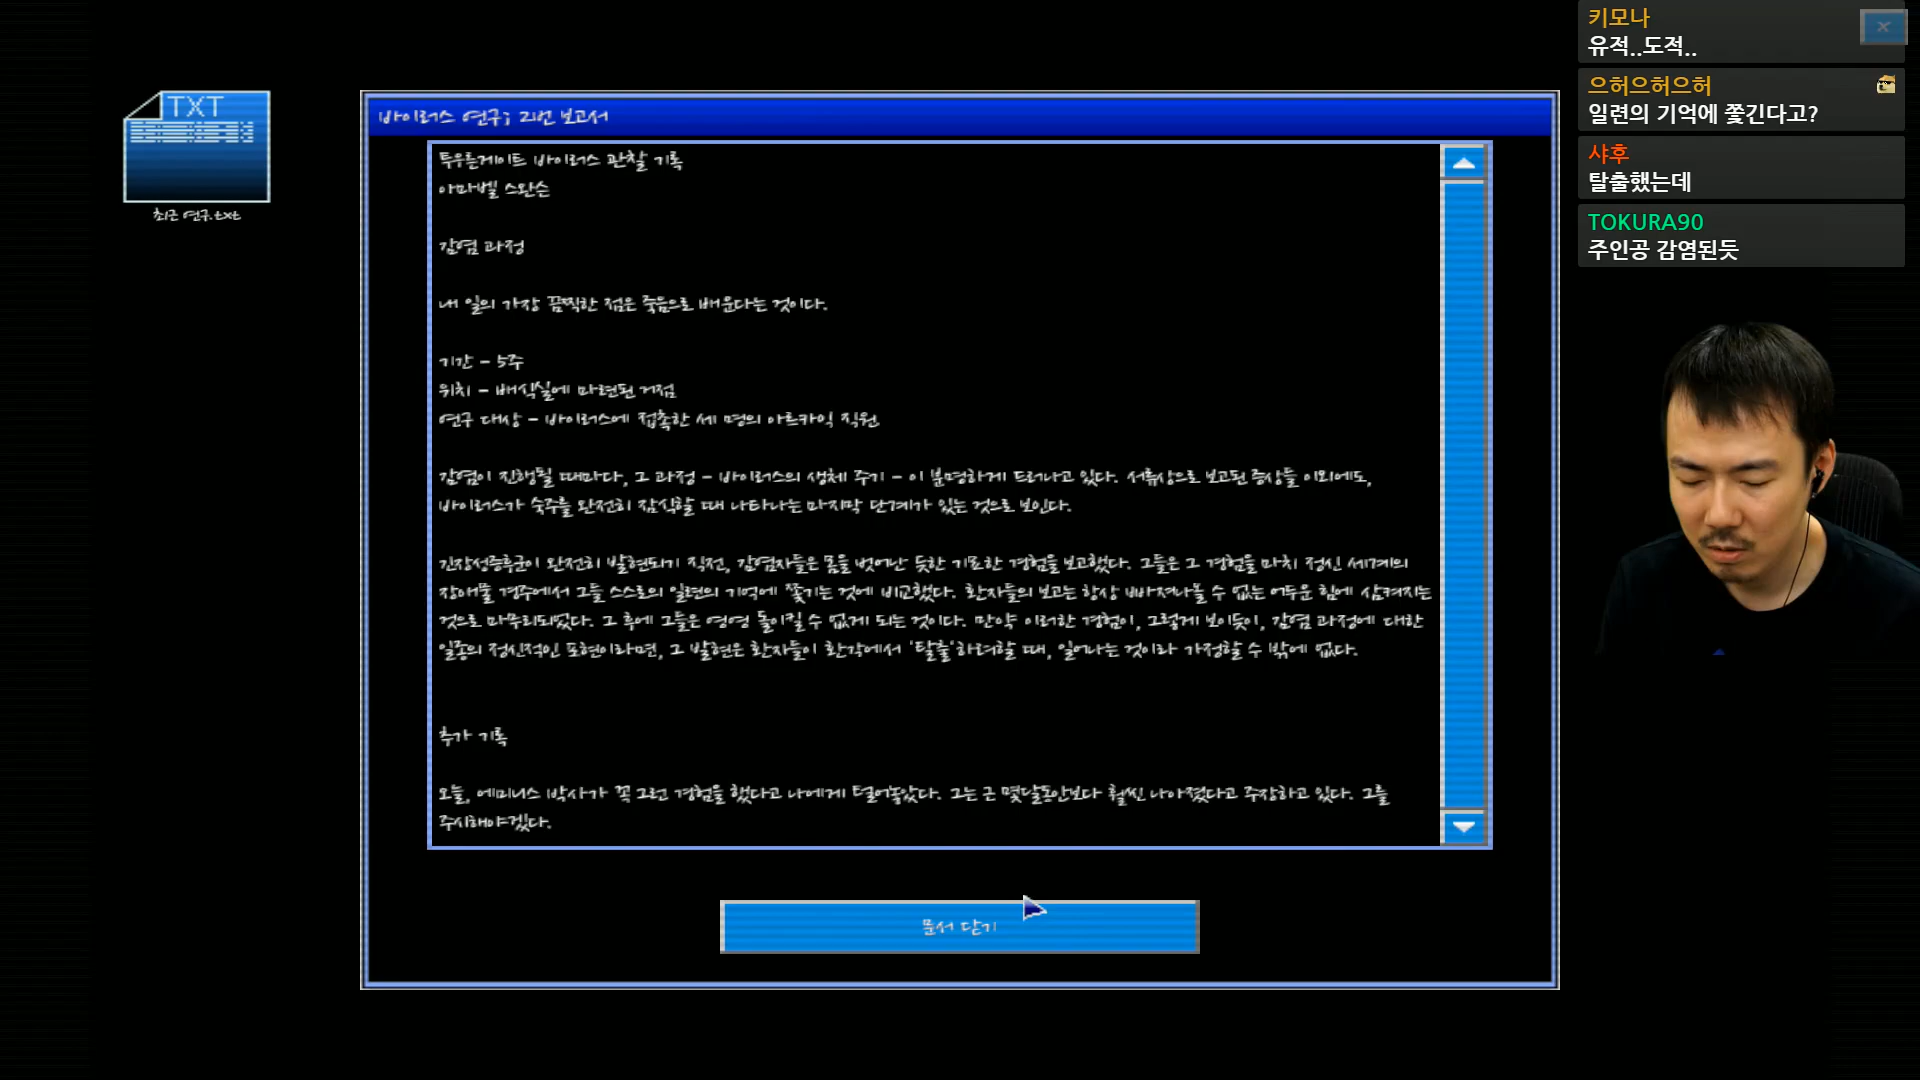 TXT
최근 연구.txt
바이러스 연구; 2번 보고서
투우른게이트 바이러스 관찰 기록
아마벨 스완슨
감염 과정
내 일의 가장 끔찍한 점은 죽음으로 배운다는 것이다.
기간 - 5주
위치 - 배식실에 마련된 거점
연구 대상 - 바이러스에 접촉한 세 명의 아르카익 직원
감염이 진행될 때마다, 그 과정 - 바이러스의 생체 주기 - 이 분명하게 드러나고 있다. 서류상으로 보고된 증상들 이외에도,
바이러스가 숙주를 완전히 잠식할 때 나타나는 마지막 단계가 있는 것으로 보인다.
긴장성증후군이 완전히 발현되기 직전, 감염자들은 몸을 벗어난 듯한 기묘한 경험을 보고했다. 그들은 그 경험을 마치 정신 세계의
장애물 경주에서 그들 스스로의 일련의 기억에 쫓기는 것에 비교했다. 환자들의 보고는 항상 빠져나올 수 없는 어두운 힘에 삼켜지는
것으로 마무리되었다. 그 후에 그들은 영영 돌이킬 수 없게 되는 것이다. 만약 이러한 경험이, 그렇게 보이듯이, 감염 과정에 대한
일종의 정신적인 표현이라면, 그 발현은 환자들이 환각에서 '탈출'하려할 때, 일어나는 것이라 가정할 수 밖에 없다.
추가 기록
오늘, 에미니스 박사가 꼭 그런 경험을 했다고 나에게 털어놓았다. 그는 근 몇달동안보다 훨씬 나아졌다고 주장하고 있다. 그를
주시해야겠다.
문서 닫기
키모나
유적..도적..
으허으허으허
일련의 기억에 쫓긴다고?
샤후
탈출했는데
TOKURA90
주인공 감염된듯